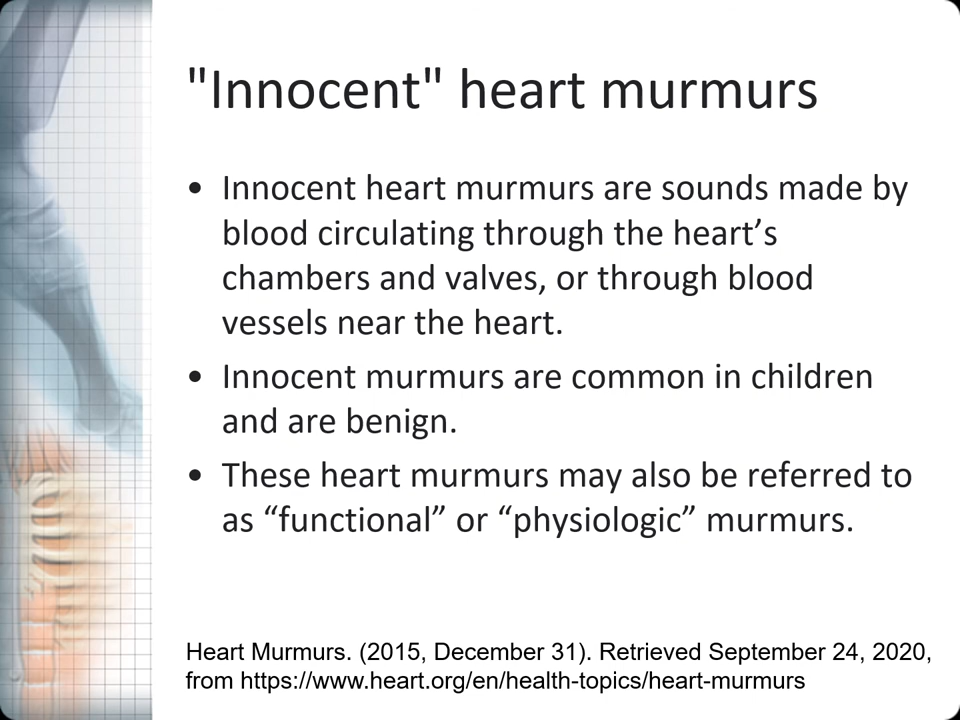 "Innocent" heart murmurs
• Innocent heart murmurs are sounds made by
blood circulating through the heart’s
chambers and valves, or through blood
vessels near the heart.
• Innocent murmurs are common in children
and are benign.
• These heart murmurs may also be referred to
as “functional” or “physiologic” murmurs.
Heart Murmurs. (2015, December 31). Retrieved September 24, 2020,
from https://www.heart.org/en/health-topics/heart-murmurs